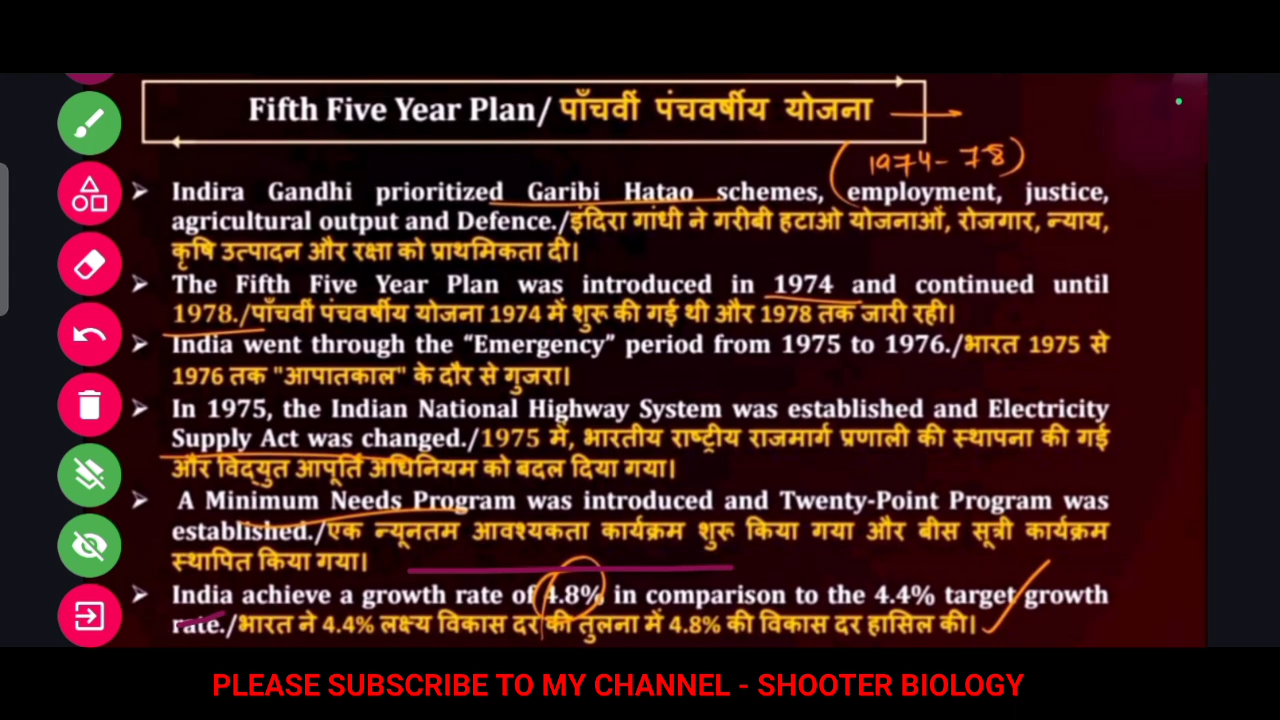 Fifth Five Year Plan/ पाँचवीं पंचवर्षीय योजना
(1974-78)
Indira Gandhi prioritized Garibi Hatao schemes, employment, justice,
agricultural output and Defence./इंदिरा गांधी ने गरीबी हटाओ योजनाओं, रोजगार, न्याय,
कृषि उत्पादन और रक्षा को प्राथमिकता दी।
The Fifth Five Year Plan was introduced in 1974 and continued until
1978./पाँचवीं पंचवर्षीय योजना 1974 में शुरू की गई थी और 1978 तक जारी रही।
India went through the “Emergency” period from 1975 to 1976./भारत 1975 से
1976 तक "आपातकाल" के दौर से गुजरा।
In 1975, the Indian National Highway System was established and Electricity
Supply Act was changed./1975 में, भारतीय राष्ट्रीय राजमार्ग प्रणाली की स्थापना की गई
और विद्युत आपूर्ति अधिनियम को बदल दिया गया।
A Minimum Needs Program was introduced and Twenty-Point Program was
established./एक न्यूनतम आवश्यकता कार्यक्रम शुरू किया गया और बीस सूत्री कार्यक्रम
स्थापित किया गया।
India achieve a growth rate of 4.8% in comparison to the 4.4% target growth
rate./भारत ने 4.4% लक्ष्य विकास दर की तुलना में 4.8% की विकास दर हासिल की।
PLEASE SUBSCRIBE TO MY CHANNEL - SHOOTER BIOLOGY